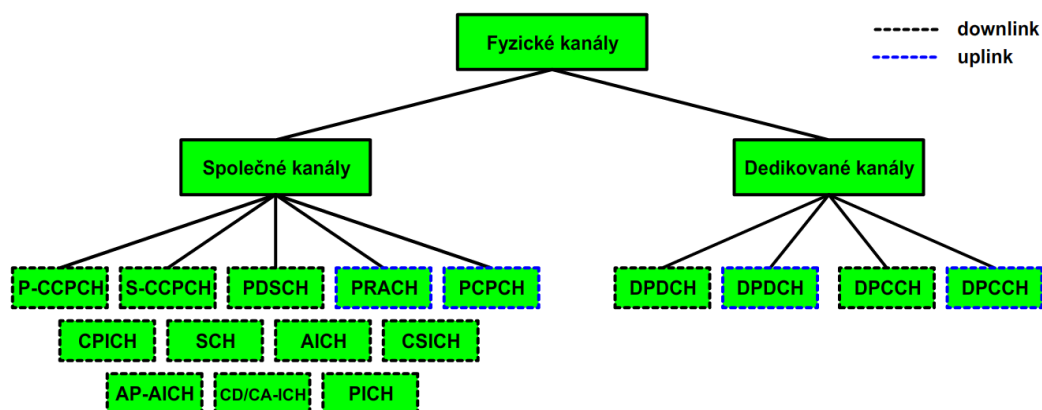 Fyzické kanály
downlink
uplink
Společné kanály
Dedikované kanály
P-CCPCH
S-CCPCH
PDSCH
PRACH
PCPCH
DPDCH
DPDCH
DPCCH
DPCCH
CPICH
SCH
AICH
CSICH
AP-AICH
CD/CA-ICH
PICH